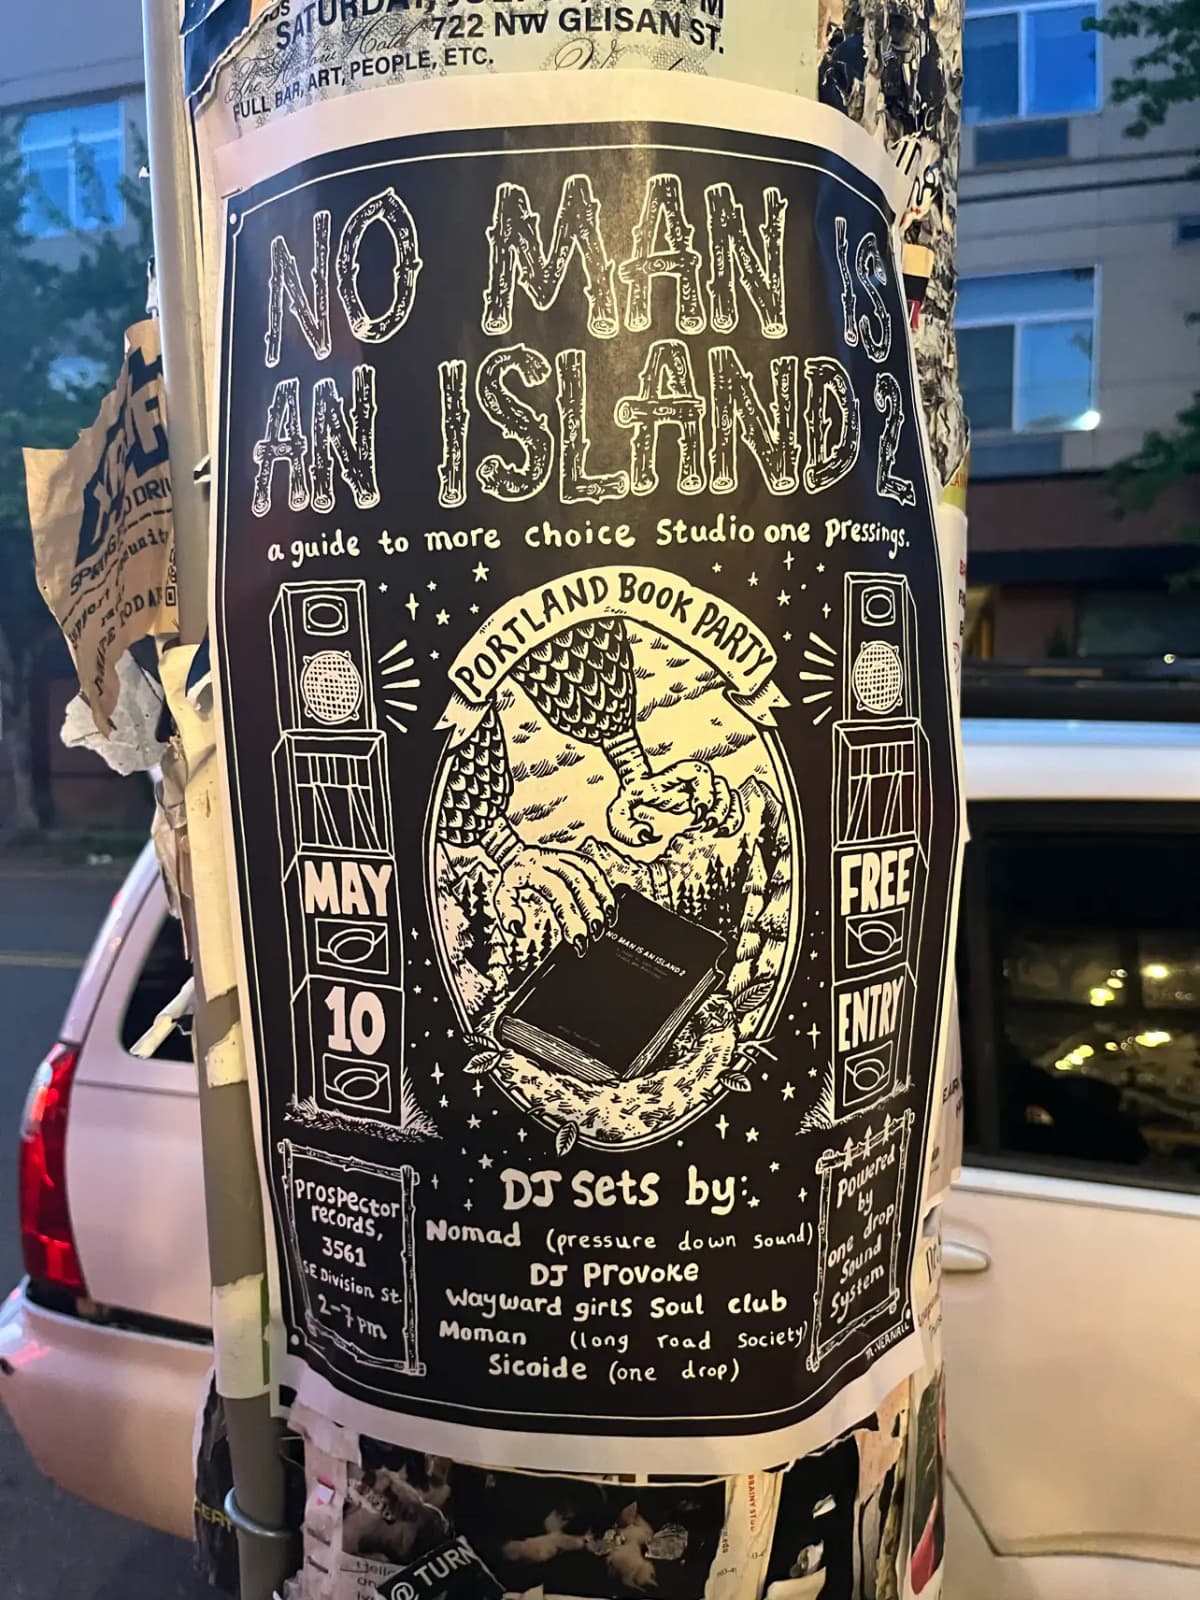 SATURDAY,
722 NW GLISAN ST.
FULL BAR, ART, PEOPLE, ETC.
NO MAN IS
AN ISLAND 2
a guide to more choice Studio one pressings.
PORTLAND BOOK PARTY
MAY
10
FREE
ENTRY
NO MAN IS AN ISLAND 2
DJ Sets by:
Nomad (pressure down sound)
DJ Provoke
Wayward girls Soul club
Moman (long road Society)
Sicoide (one drop)
Prospector
records,
3561
SE Division St.
2-7 pm
Powered
by
one drop
Sound
System
@ TURN